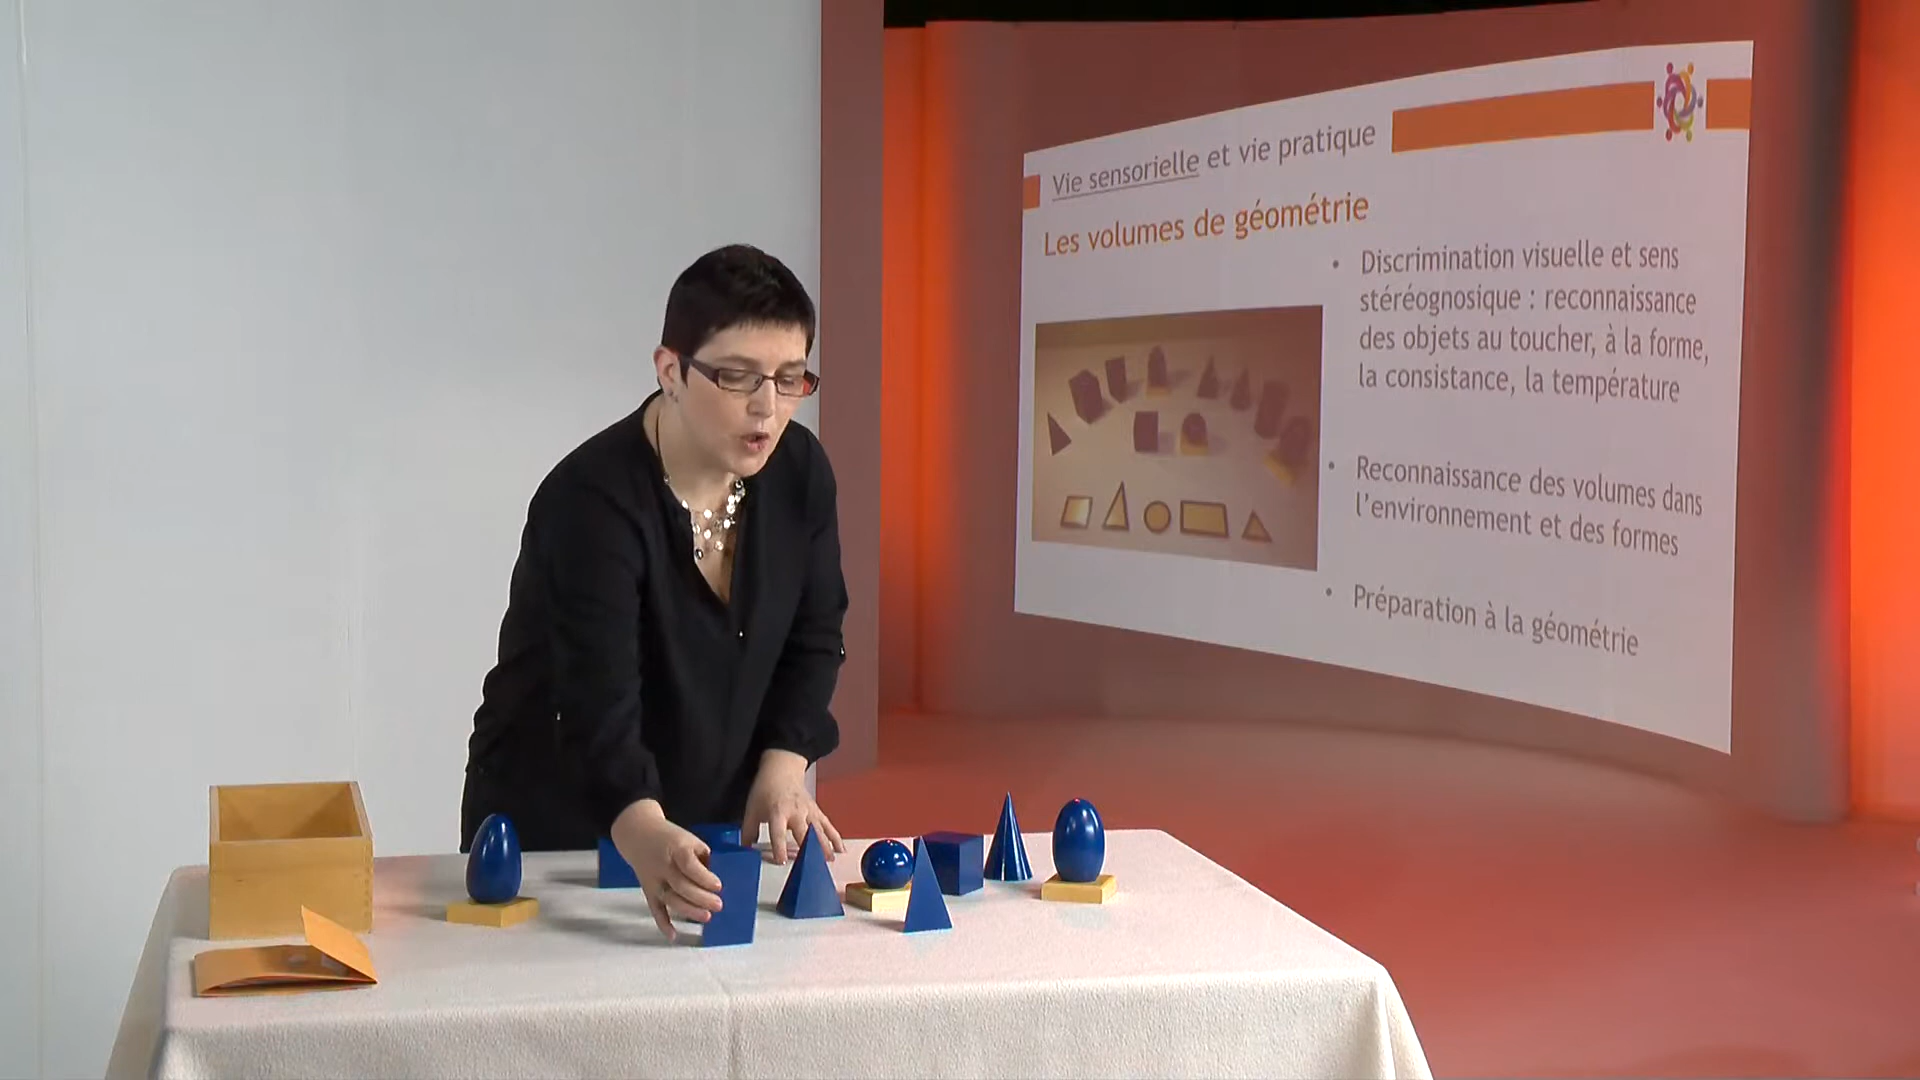 Vie sensorielle et vie pratique
Les volumes de géométrie
• Discrimination visuelle et sens
stéréognosique : reconnaissance
des objets au toucher, à la forme,
la consistance, la température
• Reconnaissance des volumes dans
l'environnement et des formes
• Préparation à la géométrie